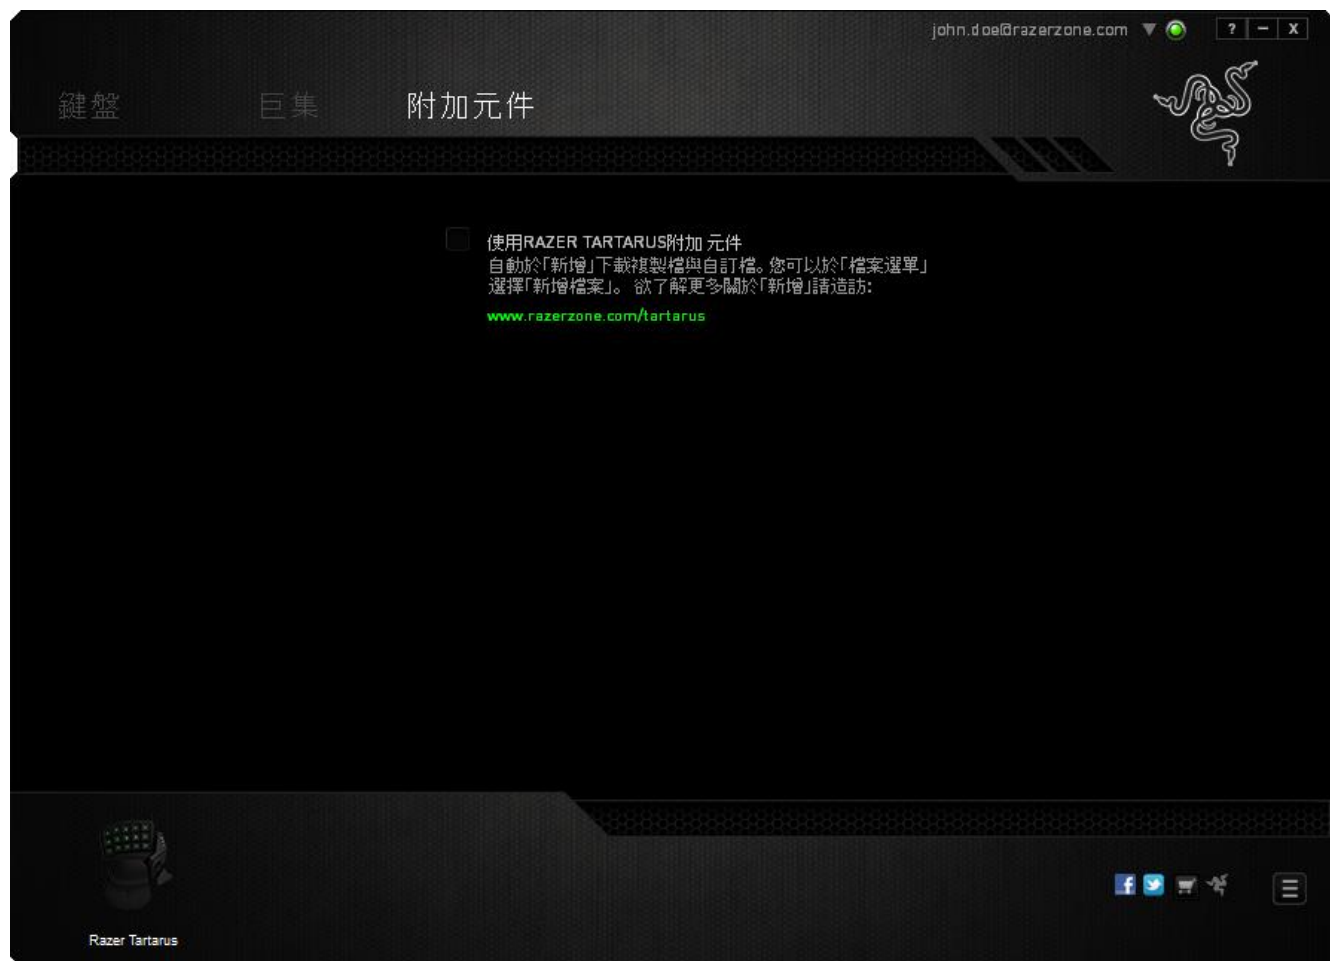 john.doe@razerzone.com
? – X
鍵盤 巨集 附加元件
使用RAZER TARTARUS附加 元件
自動於「新增」下載複製檔與自訂檔。您可以於「檔案選單」
選擇「新增檔案」。 欲了解更多關於「新增」請造訪:
www.razerzone.com/tartarus
Razer Tartarus